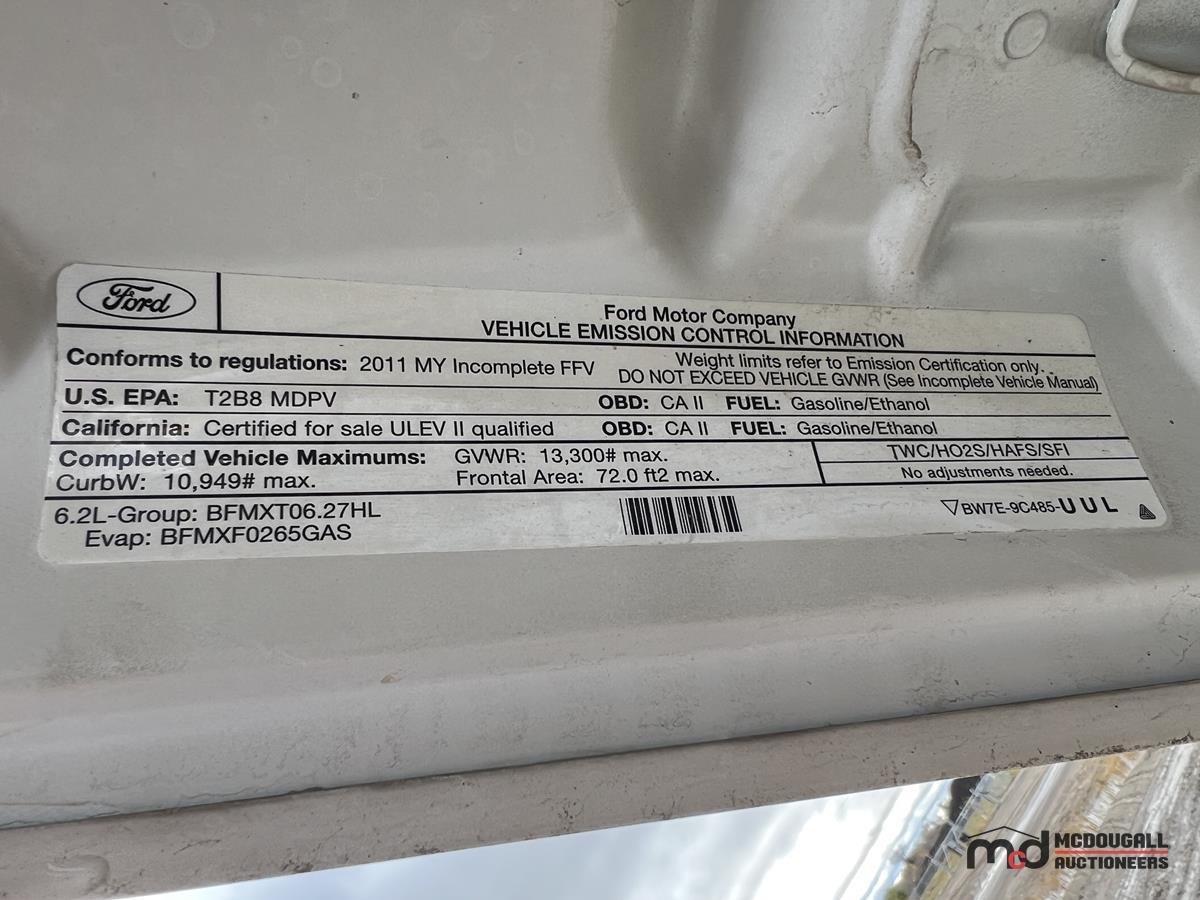 Ford
Ford Motor Company
VEHICLE EMISSION CONTROL INFORMATION
Conforms to regulations: 2011 MY Incomplete FFV
Weight limits refer to Emission Certification only.
DO NOT EXCEED VEHICLE GVWR (See Incomplete Vehicle Manual)
U.S. EPA: T2B8 MDPV OBD: CA II FUEL: Gasoline/Ethanol
California: Certified for sale ULEV II qualified OBD: CA II FUEL: Gasoline/Ethanol
Completed Vehicle Maximums: GVWR: 13,300# max.
CurbW: 10,949# max. Frontal Area: 72.0 ft2 max.
TWC/HO2S/HAFS/SFI
No adjustments needed.
6.2L-Group: BFMXT06.27HL
Evap: BFMXF0265GAS
BW7E-9C485-UUL
mcd MCDOUGALL
AUCTIONEERS